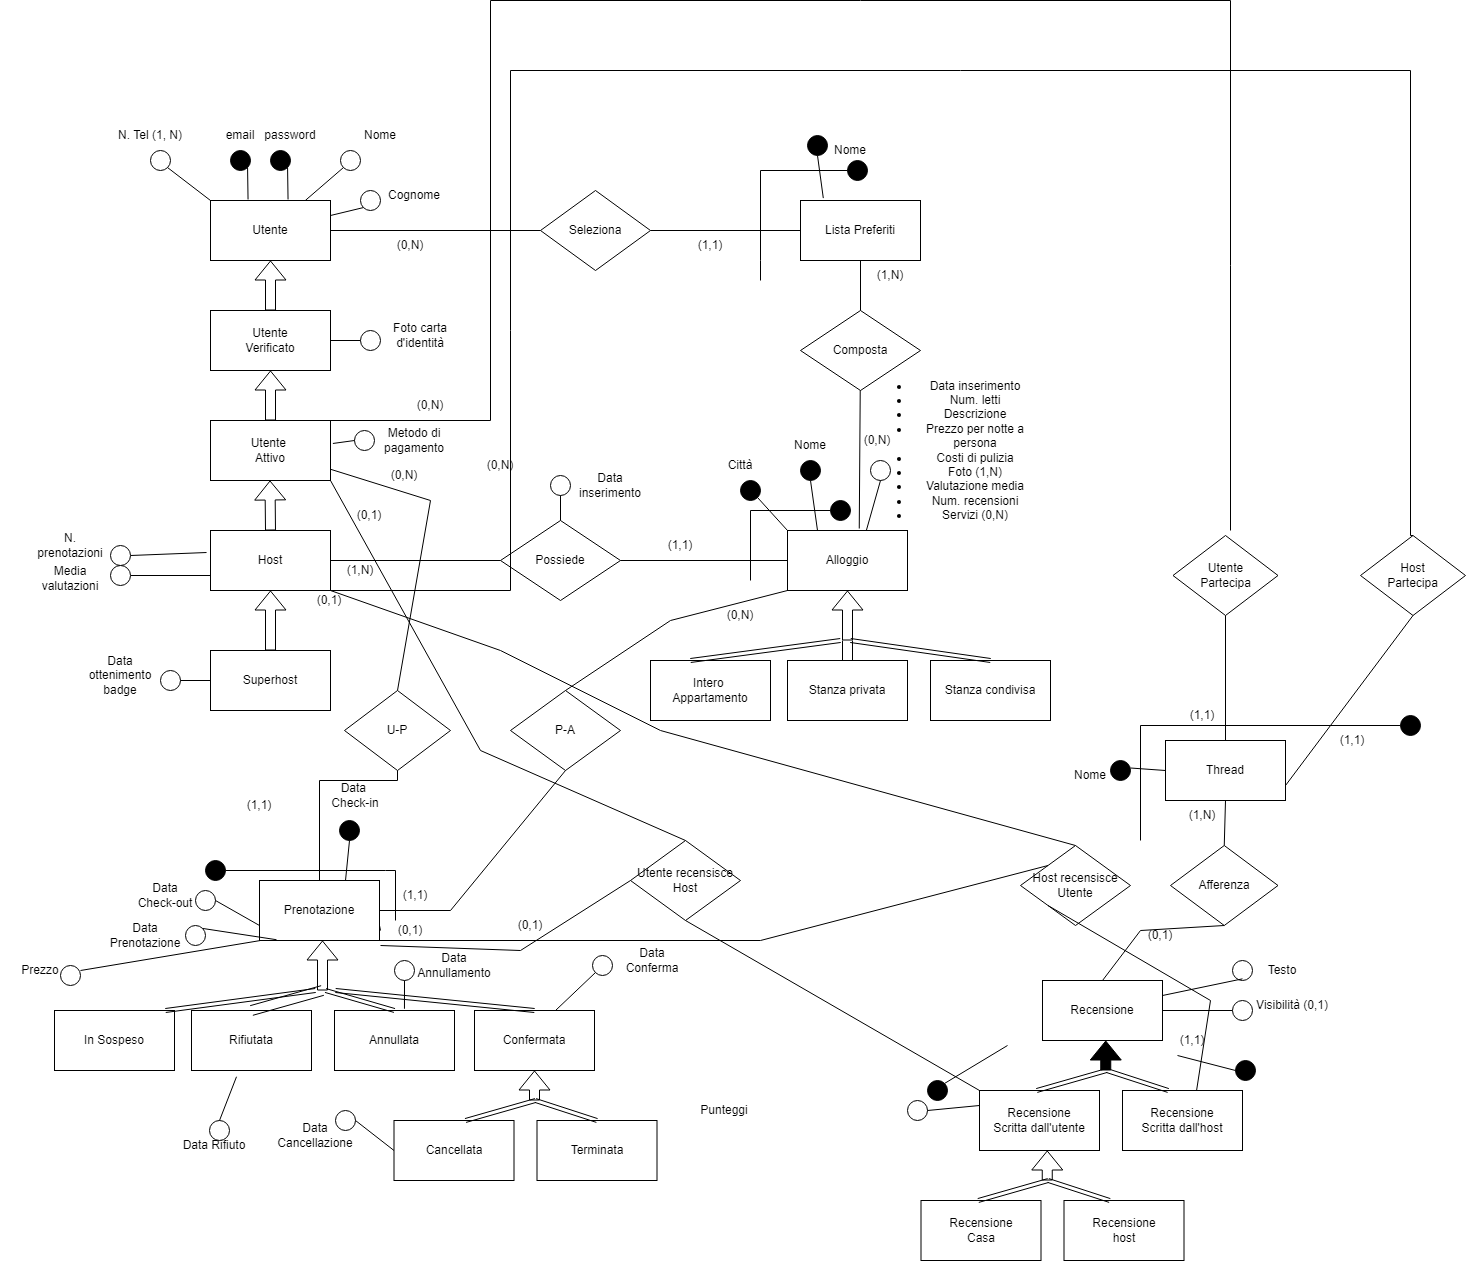 N. Tel (1, N)
email
password
Nome
Cognome
Utente
(0,N)
Seleziona
(1,1)
Nome
Lista Preferiti
(1,N)
Utente
Verificato
Foto carta
d'identità
Composta
(0,N)
Utente
Attivo
Metodo di
pagamento
(0,N)
(0,N)
(0,1)
Data
inserimento
Città
Nome
(0,N)
Data inserimento
Num. letti
Descrizione
Prezzo per notte a
persona
Costi di pulizia
Foto (1,N)
Valutazione media
Num. recensioni
Servizi (0,N)
N.
prenotazioni
Media
valutazioni
Host
(1,N)
(0,1)
Possiede
(1,1)
Alloggio
(0,N)
Utente
Partecipa
Host
Partecipa
Data
ottenimento
badge
Superhost
Intero
Appartamento
Stanza privata
Stanza condivisa
U-P
P-A
(1,1)
(1,1)
Nome
Thread
(1,N)
(1,1)
Data
Check-in
Data
Check-out
Data
Prenotazione
Prezzo
Prenotazione
(1,1)
(0,1)
(0,1)
Utente recensisce
Host
Host recensisce
Utente
Afferenza
(0,1)
Data
Annullamento
Data
Conferma
In Sospeso
Rifiutata
Annullata
Confermata
Recensione
Testo
Visibilità (0,1)
(1,1)
Data Rifiuto
Data
Cancellazione
Cancellata
Terminata
Punteggi
Recensione
Scritta dall'utente
Recensione
Scritta dall'host
Recensione
Casa
Recensione
host